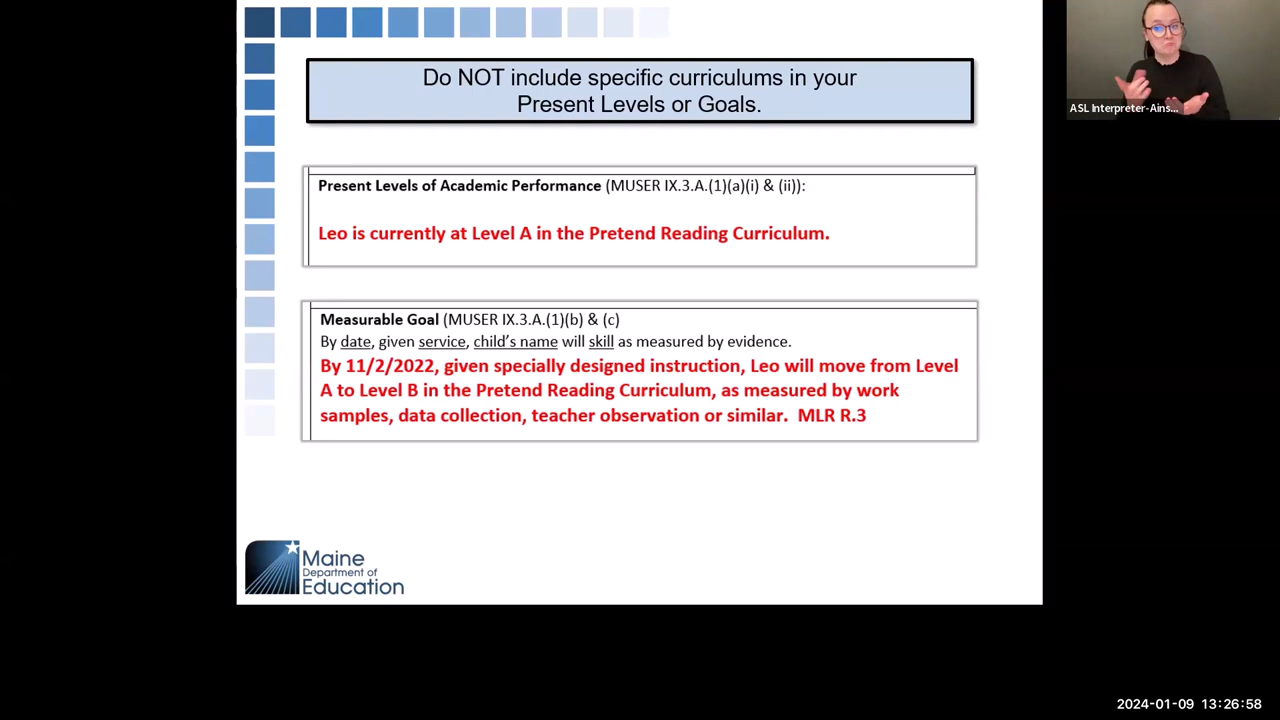 Do NOT include specific curriculums in your
Present Levels or Goals.
ASL Interpreter-Ains...
Present Levels of Academic Performance (MUSER IX.3.A.(1)(a)(i) & (ii)):
Leo is currently at Level A in the Pretend Reading Curriculum.
Measurable Goal (MUSER IX.3.A.(1)(b) & (c)
By date, given service, child's name will skill as measured by evidence.
By 11/2/2022, given specially designed instruction, Leo will move from Level
A to Level B in the Pretend Reading Curriculum, as measured by work
samples, data collection, teacher observation or similar.  MLR R.3
Maine
Department of
Education
2024-01-09 13:26:58